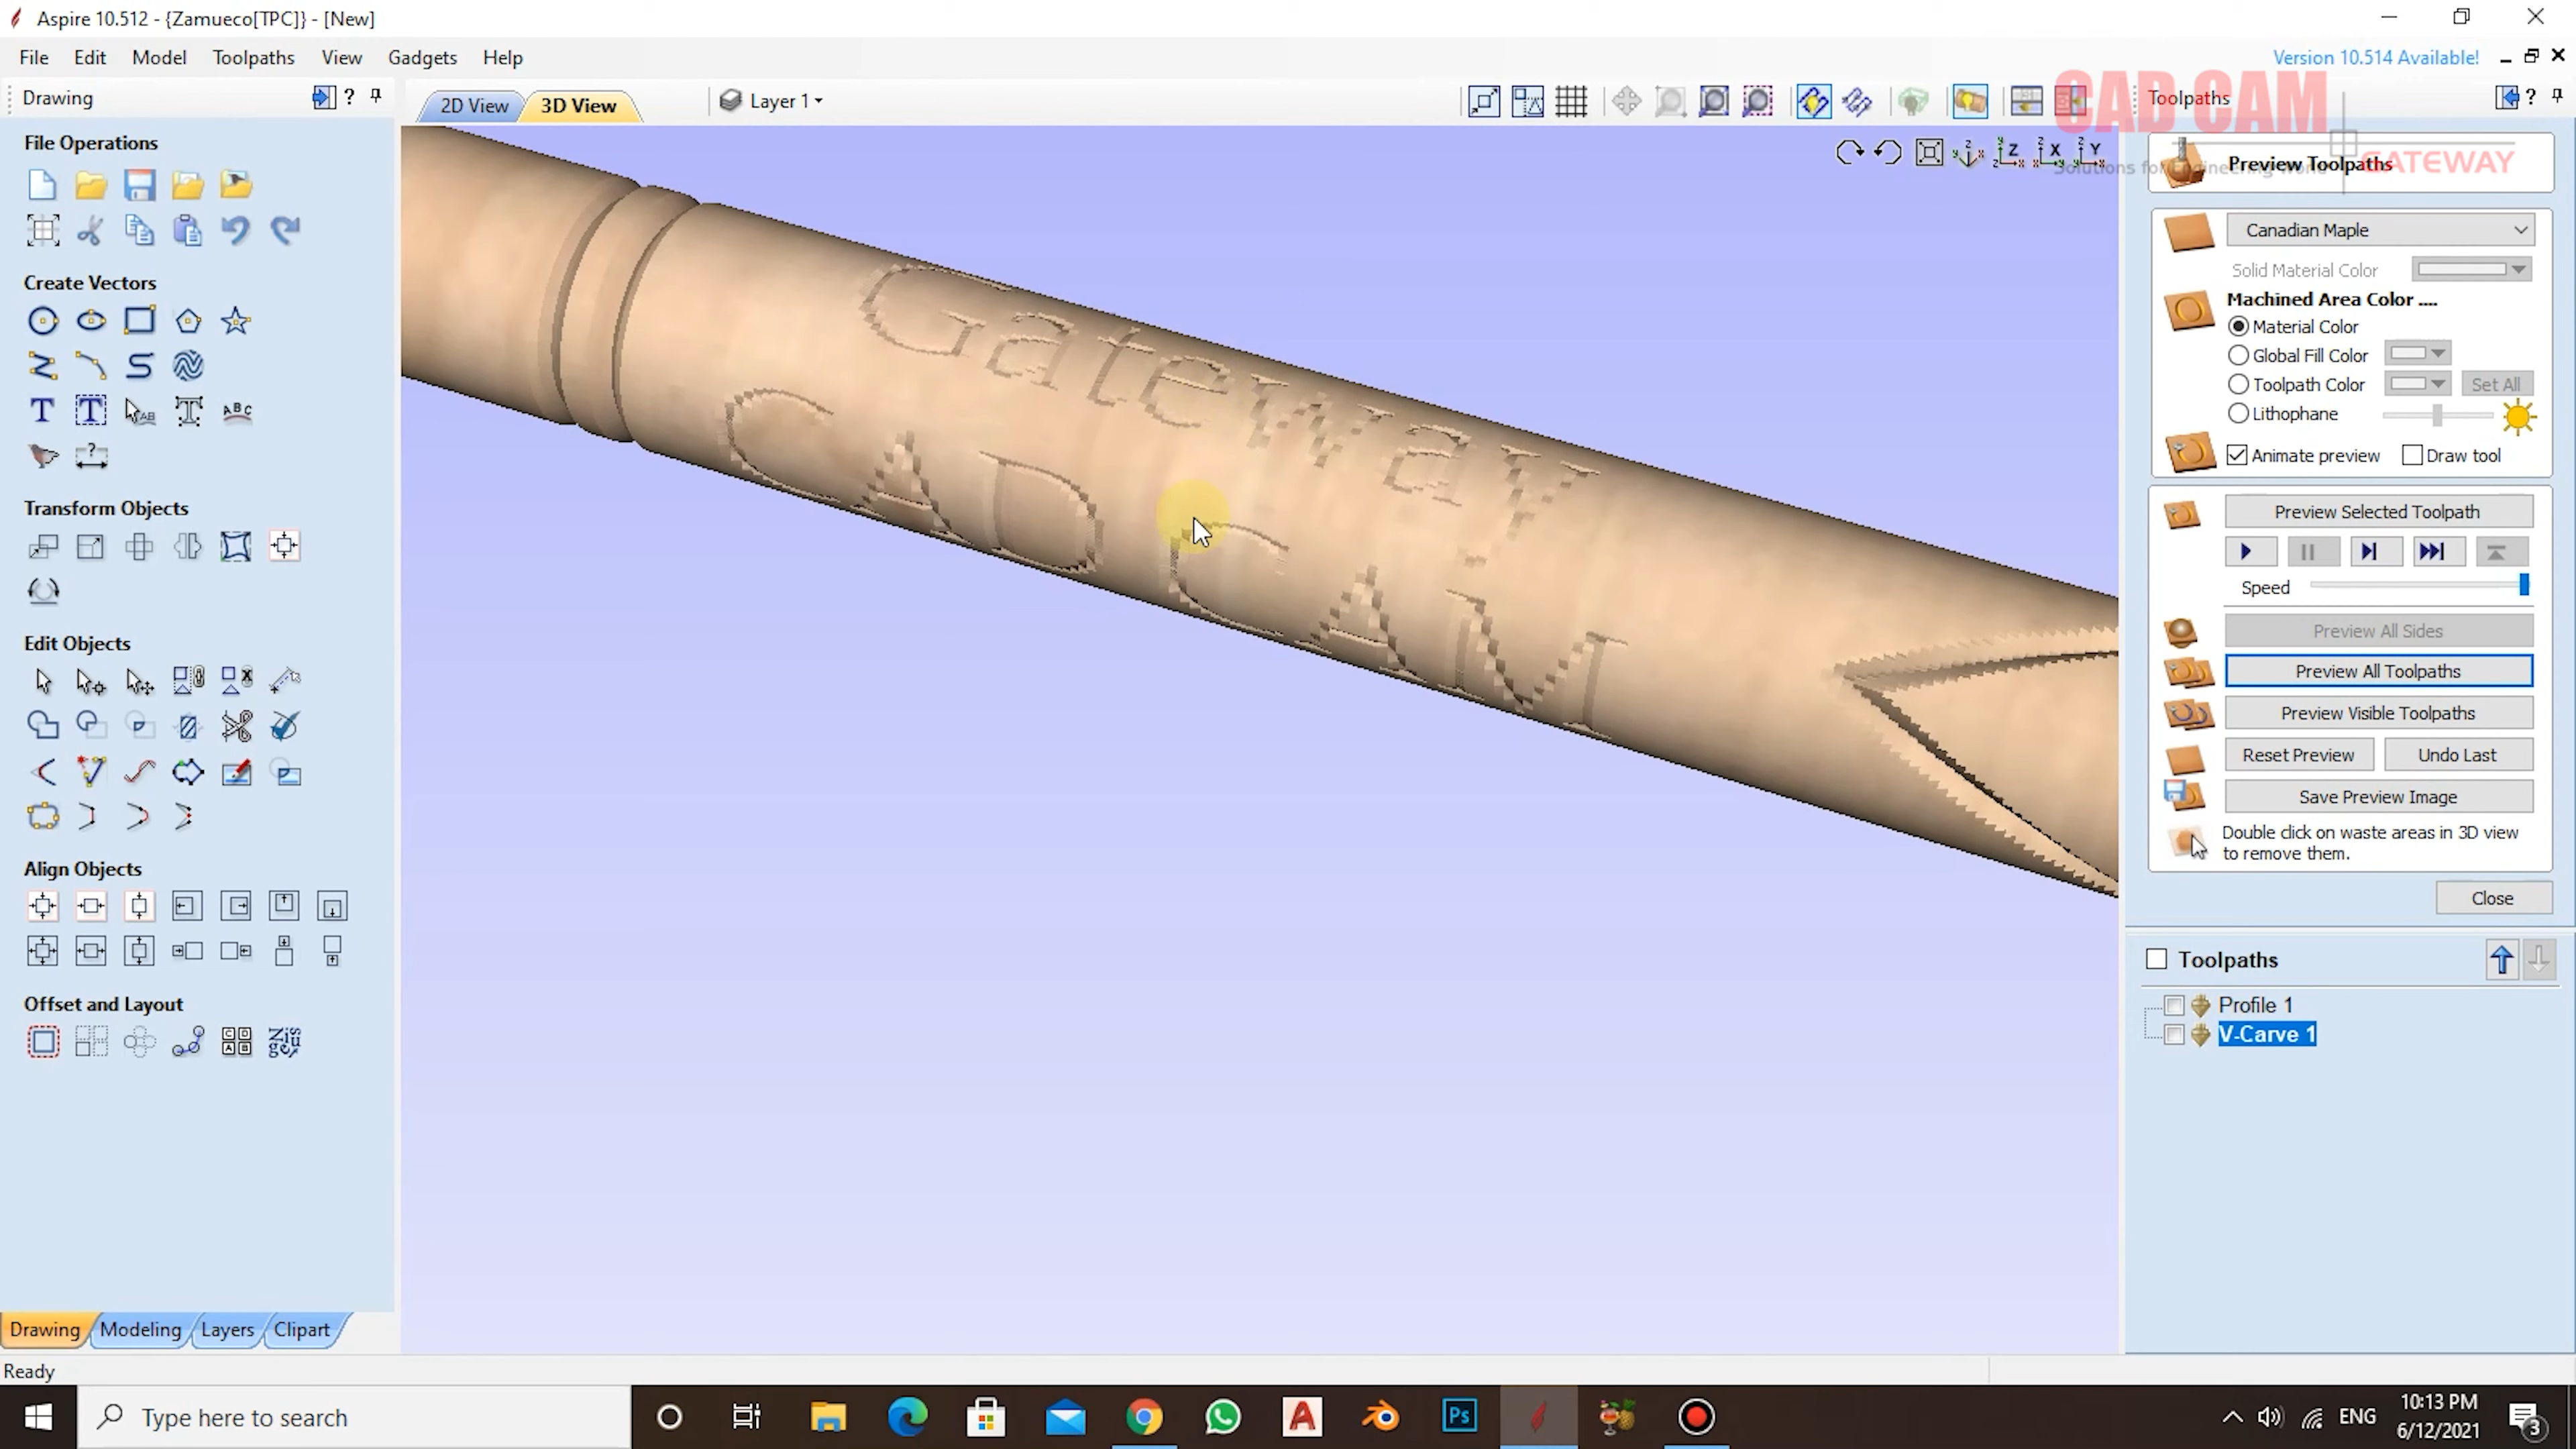 Aspire 10.512 - {Zamueco[TPC]} - [New]
File Edit Model Toolpaths View Gadgets Help
Version 10.514 Available!
Drawing
2D View 3D View Layer 1
CAD CAM
GATEWAY
Solutions for Engineering World
Toolpaths
File Operations
Create Vectors
Transform Objects
Edit Objects
Align Objects
Offset and Layout
Drawing Modeling Layers Clipart
Gateway
CAD CAM
Preview Toolpaths
Canadian Maple
Solid Material Color
Machined Area Color ....
Material Color
Global Fill Color
Toolpath Color Set All
Lithophane
Animate preview Draw tool
Preview Selected Toolpath
Speed
Preview All Sides
Preview All Toolpaths
Preview Visible Toolpaths
Reset Preview Undo Last
Save Preview Image
Double click on waste areas in 3D view
to remove them.
Close
Toolpaths
Profile 1
V-Carve 1
Ready
Type here to search
ENG
10:13 PM
6/12/2021
3